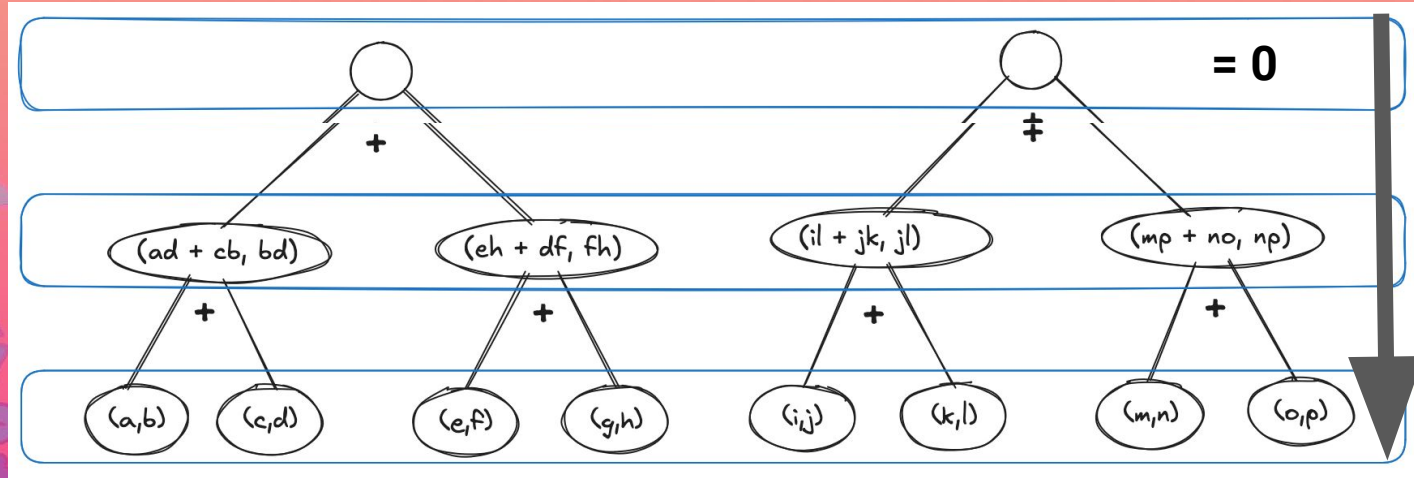 = 0
+
‡
(ad + cb, bd)
(eh + df, fh)
(il + jk, jl)
(mp + no, np)
+
+
+
+
(a,b)
(c,d)
(e,f)
(g,h)
(i,j)
(k,l)
(m,n)
(o,p)